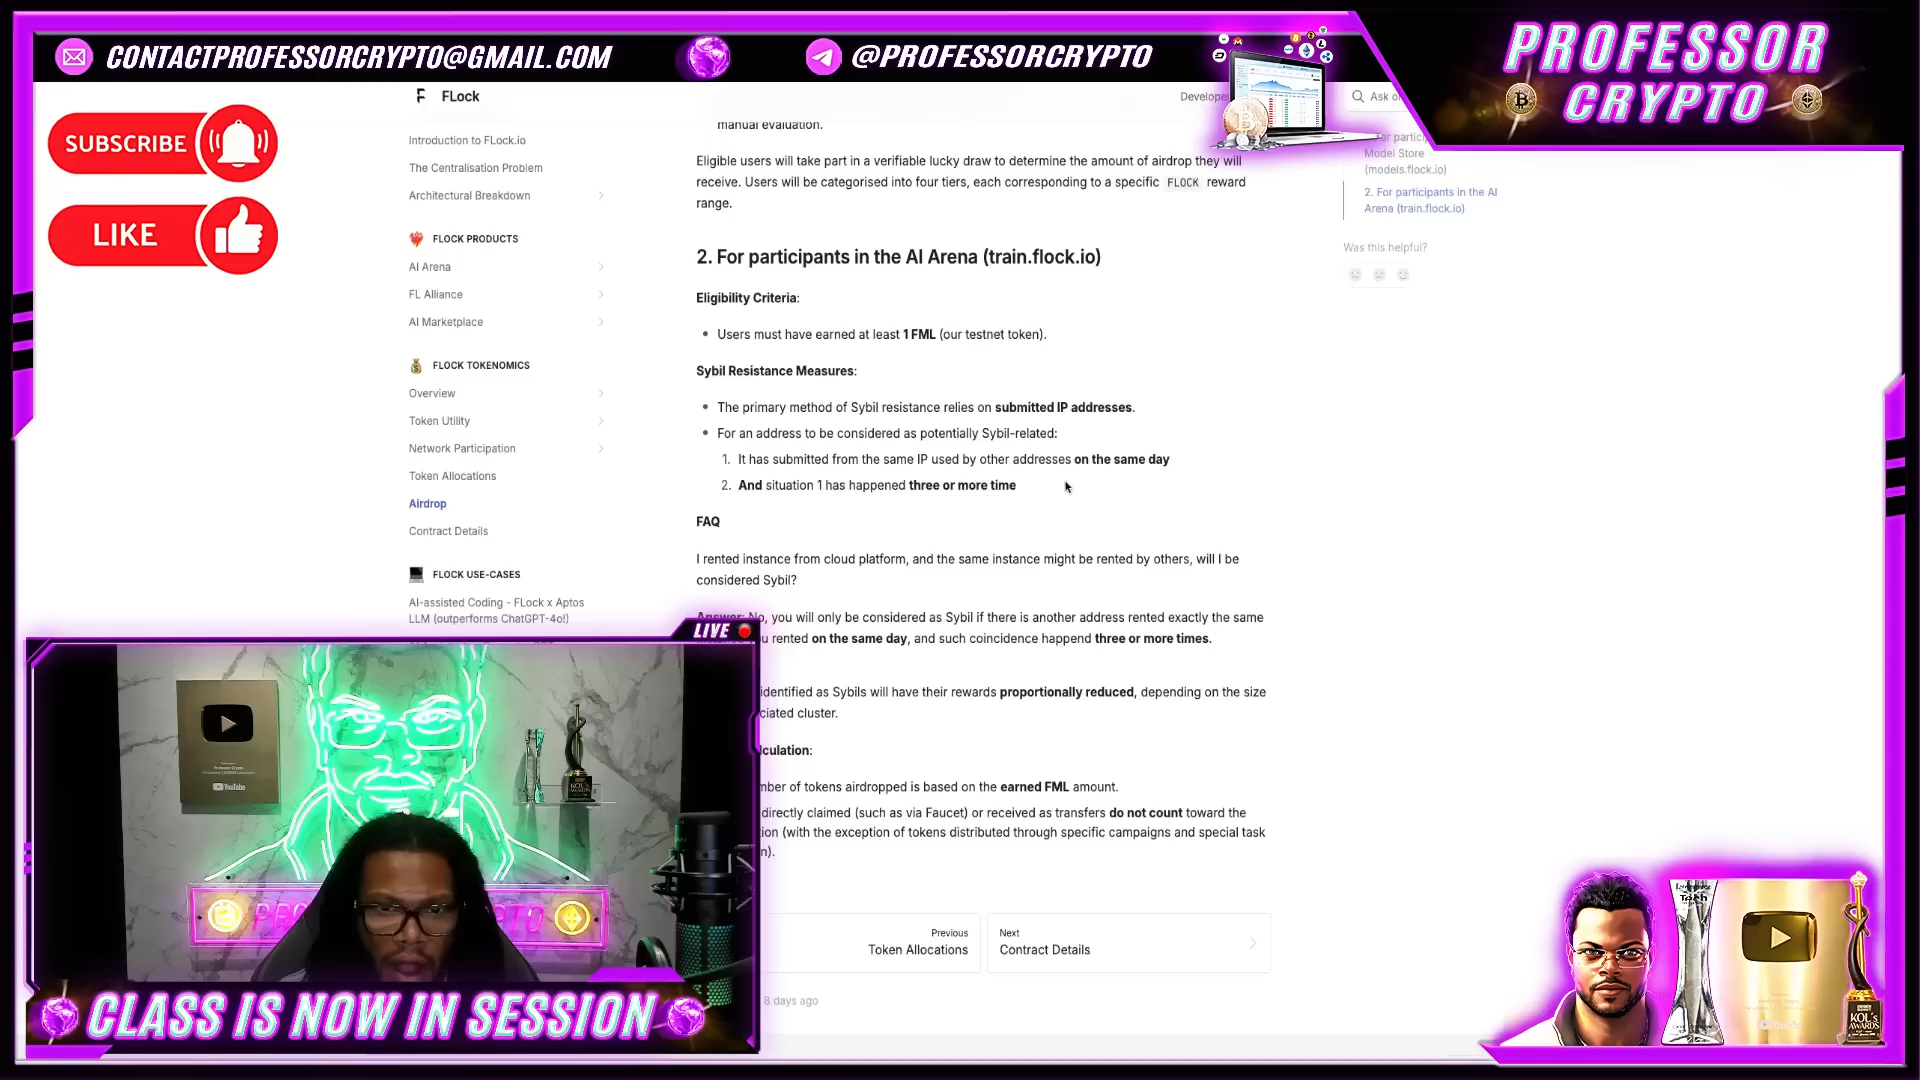 CONTACTPROFESSORCRYPTO@GMAIL.COM
@PROFESSORCRYPTO
PROFESSOR
CRYPTO
SUBSCRIBE
LIKE
FLock
Introduction to FLock.io
The Centralisation Problem
Architectural Breakdown
FLOCK PRODUCTS
AI Arena
FL Alliance
AI Marketplace
FLOCK TOKENOMICS
Overview
Token Utility
Network Participation
Token Allocations
Airdrop
Contract Details
FLOCK USE-CASES
AI-assisted Coding - FLock x Aptos
LLM (outperforms ChatGPT-4o!)
manual evaluation.
Eligible users will take part in a verifiable lucky draw to determine the amount of airdrop they will
receive. Users will be categorised into four tiers, each corresponding to a specific FLOCK reward
range.
2. For participants in the AI Arena (train.flock.io)
Eligibility Criteria:
• Users must have earned at least 1 FML (our testnet token).
Sybil Resistance Measures:
• The primary method of Sybil resistance relies on submitted IP addresses.
• For an address to be considered as potentially Sybil-related:
1. It has submitted from the same IP used by other addresses on the same day
2. And situation 1 has happened three or more time
FAQ
I rented instance from cloud platform, and the same instance might be rented by others, will I be
considered Sybil?
Answer: No, you will only be considered as Sybil if there is another address rented exactly the same
rented on the same day, and such coincidence happend three or more times.
identified as Sybils will have their rewards proportionally reduced, depending on the size
cluster.
of tokens airdropped is based on the earned FML amount.
directly claimed (such as via Faucet) or received as transfers do not count toward the
(with the exception of tokens distributed through specific campaigns and special task
Previous
Token Allocations
Next
Contract Details
8 days ago
Ask
Model Store
(models.flock.io)
2. For participants in the AI
Arena (train.flock.io)
Was this helpful?
LIVE
YouTube
KOL's
AWARDS
CLASS IS NOW IN SESSION
KOL's
AWARDS